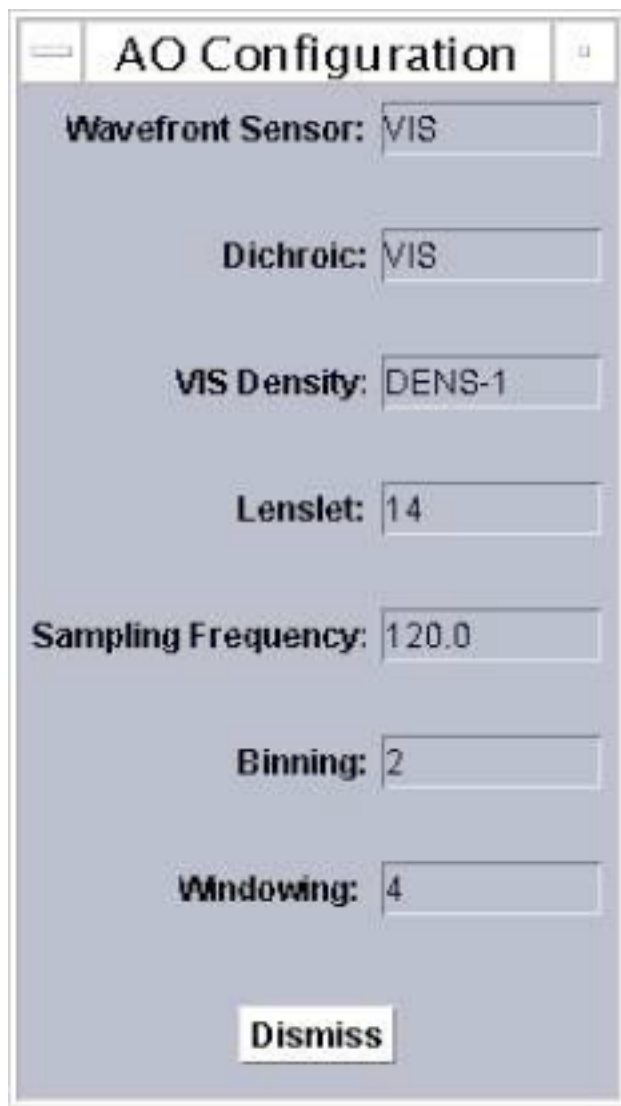 AO Configuration
Wavefront Sensor: VIS
Dichroic: VIS
VIS Density: DENS-1
Lenslet: 14
Sampling Frequency: 120.0
Binning: 2
Windowing: 4
Dismiss